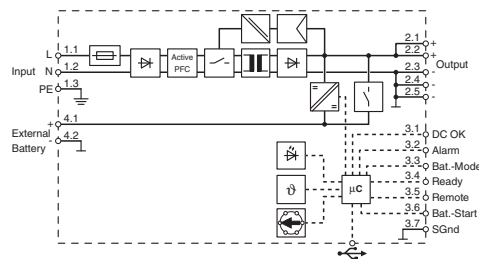 2.1 +
2.2 +
L 1.1
Active PFC
Input N 1.2
2.3 - Output
2.4 -
PE 1.3
2.5 -
+ 4.1
External
- 4.2
Battery
3.1 DC OK
3.2 Alarm
3.3 Bat.-Mode
3.4 Ready
ϑ
µC
3.5 Remote
3.6 Bat.-Start
3.7 SGnd